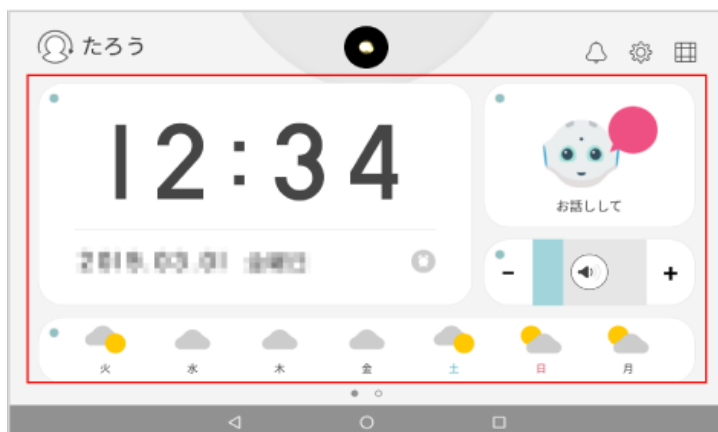 たろう
12:34
お話しして
- +
火 水 木 金 土 日 月